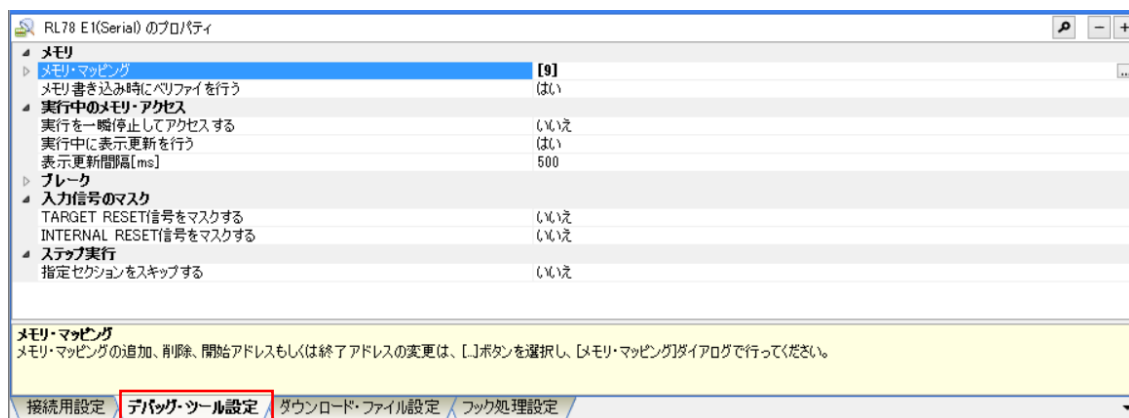 RL78 E1(Serial) のプロパティ
メモリ
メモリ・マッピング [9] ...
メモリ書き込み時にベリファイを行う はい
実行中のメモリ・アクセス
実行を一瞬停止してアクセスする いいえ
実行中に表示更新を行う はい
表示更新間隔[ms] 500
ブレーク
入力信号のマスク
TARGET RESET信号をマスクする いいえ
INTERNAL RESET信号をマスクする いいえ
ステップ実行
指定セクションをスキップする いいえ
メモリ・マッピング
メモリ・マッピングの追加、削除、開始アドレスもしくは終了アドレスの変更は、[...]ボタンを選択し、[メモリ・マッピング]ダイアログで行ってください。
接続用設定 デバッグ・ツール設定 ダウンロード・ファイル設定 フック処理設定